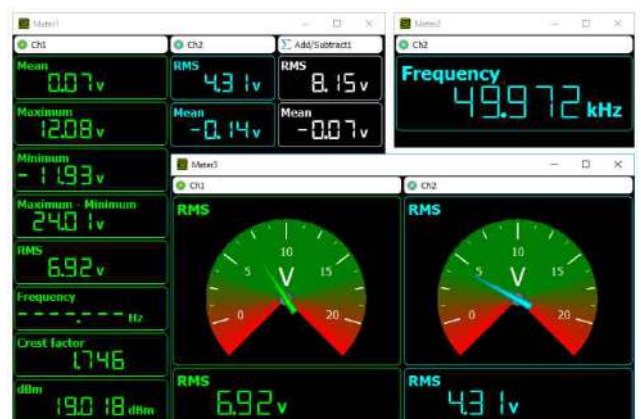 Meter1
Ch1
Ch2
Add/Subtract1
Mean
0.07 v
RMS
4.31 v
RMS
8.15 v
Maximum
12.08 v
Mean
-0.14 v
Mean
-0.07 v
Minimum
-11.93 v
Maximum - Minimum
24.01 v
RMS
6.92 v
Frequency
-----.--- Hz
Crest factor
1.746
dBm
19.018 dBm
Meter2
Ch2
Frequency
49.972 kHz
Meter3
Ch1
Ch2
RMS
0
5
10
15
20
V
RMS
0
5
10
15
20
V
RMS
6.92 v
RMS
4.31 v